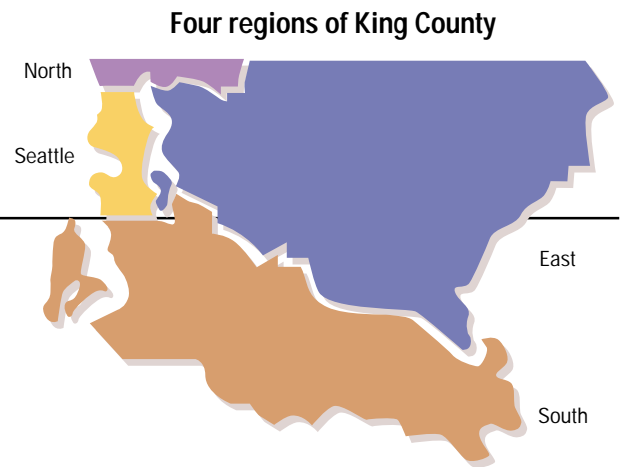 Four regions of King County
North
Seattle
East
South